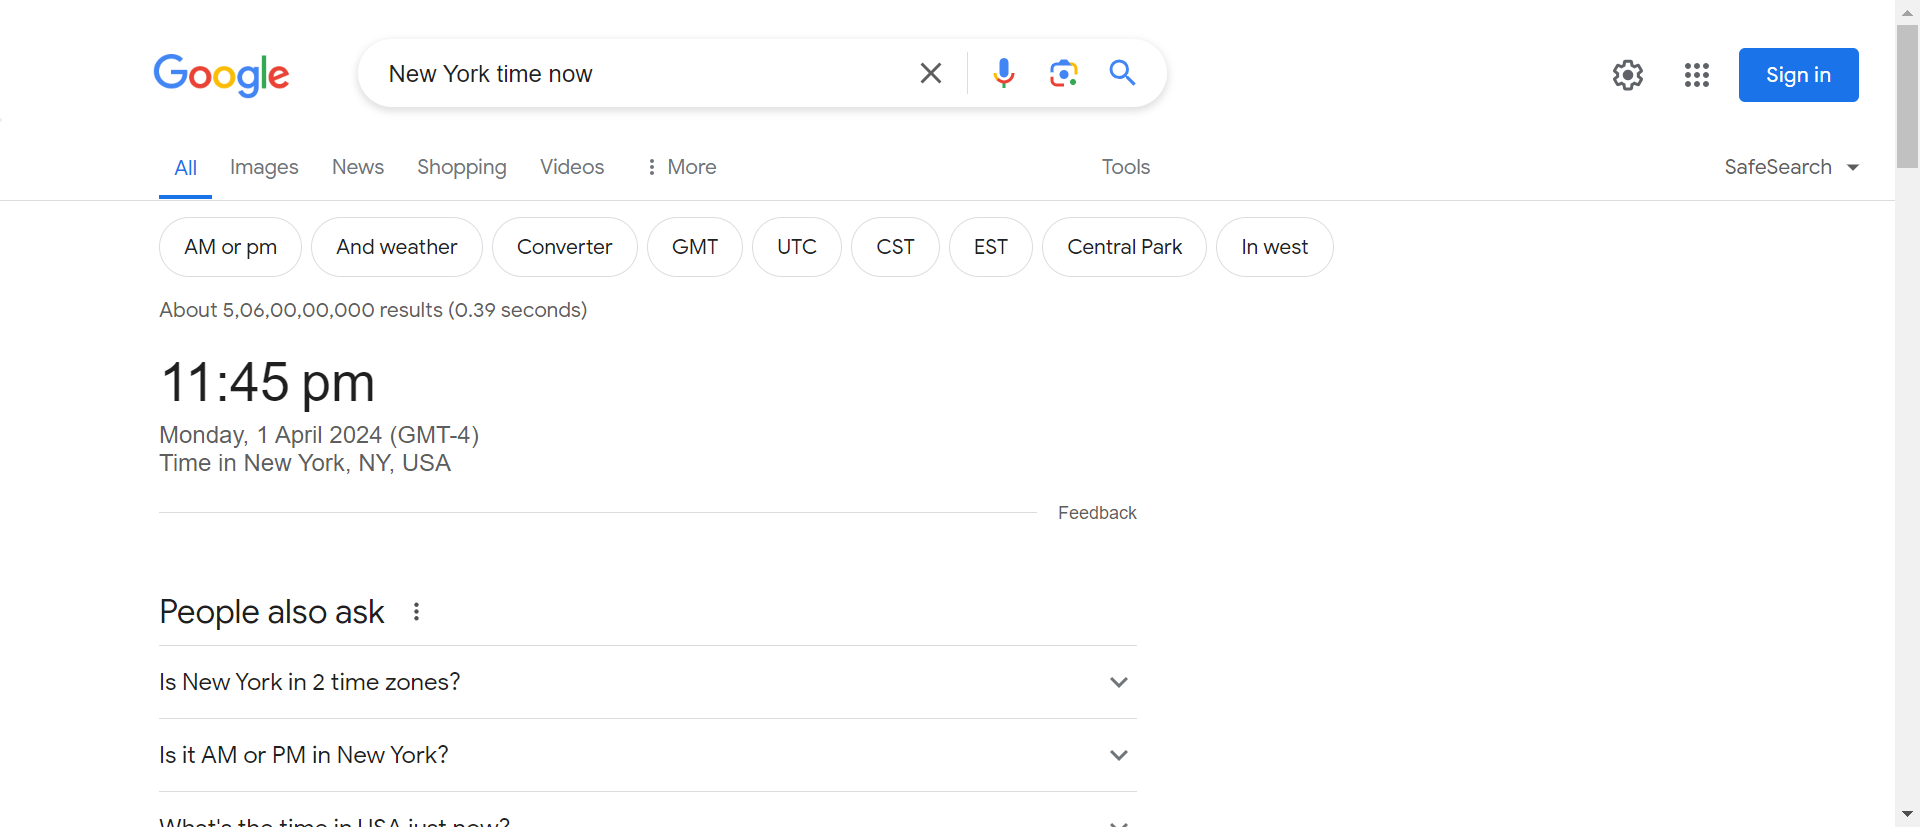 Google
New York time now
Sign in
All Images News Shopping Videos More Tools SafeSearch
AM or pm And weather Converter GMT UTC CST EST Central Park In west
About 5,06,00,00,000 results (0.39 seconds)
11:45 pm
Monday, 1 April 2024 (GMT-4)
Time in New York, NY, USA
Feedback
People also ask
Is New York in 2 time zones?
Is it AM or PM in New York?
What's the time in USA just now?